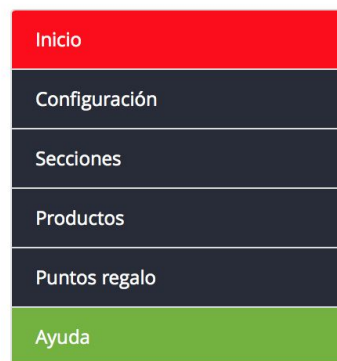 Inicio
Configuración
Secciones
Productos
Puntos regalo
Ayuda